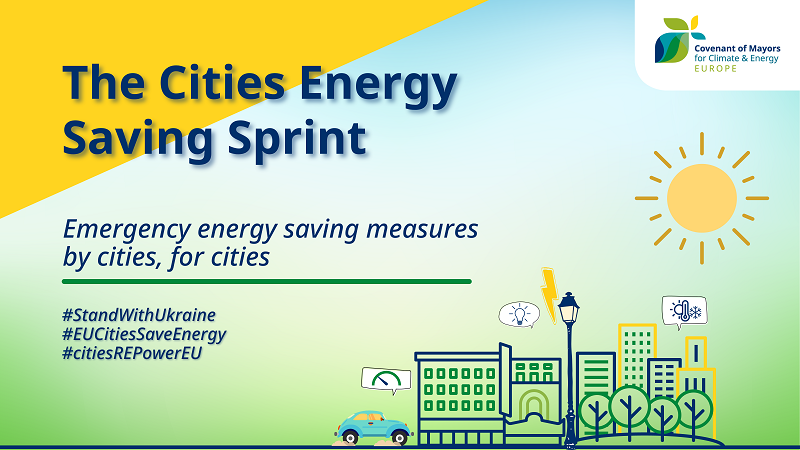 The Cities Energy
Saving Sprint
Covenant of Mayors
for Climate & Energy
EUROPE
Emergency energy saving measures
by cities, for cities
#StandWithUkraine
#EUCitiesSaveEnergy
#citiesREPowerEU